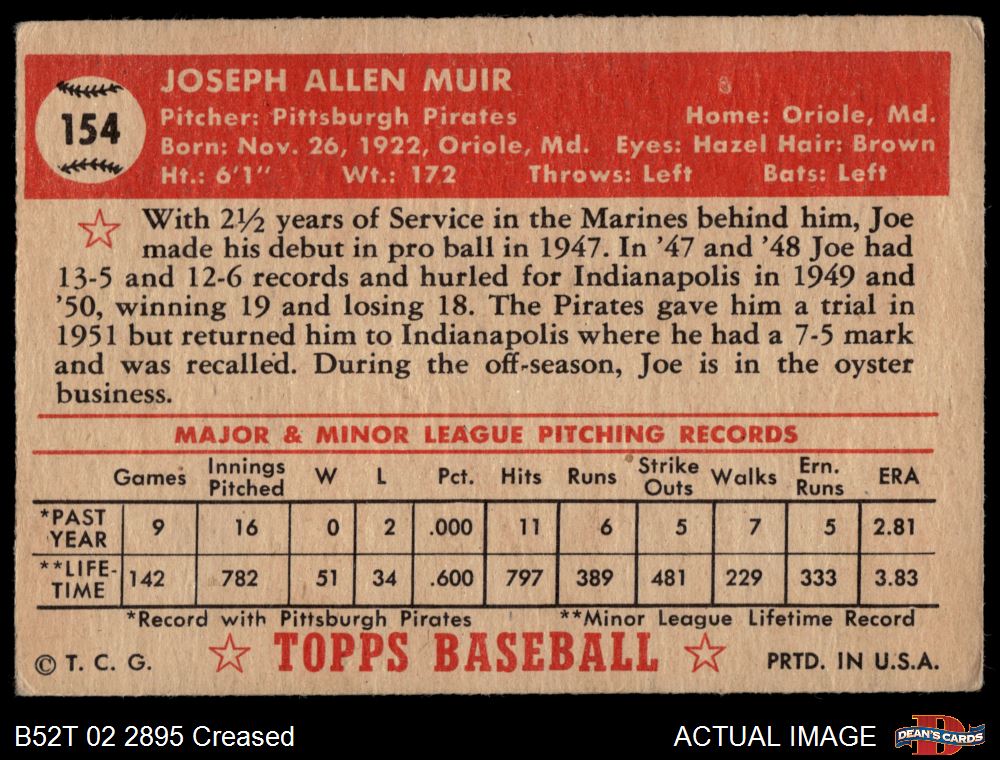 154
JOSEPH ALLEN MUIR
Pitcher: Pittsburgh Pirates Home: Oriole, Md.
Born: Nov. 26, 1922, Oriole, Md. Eyes: Hazel Hair: Brown
Ht.: 6'1" Wt.: 172 Throws: Left Bats: Left
With 2½ years of Service in the Marines behind him, Joe
made his debut in pro ball in 1947. In '47 and '48 Joe had
13-5 and 12-6 records and hurled for Indianapolis in 1949 and
'50, winning 19 and losing 18. The Pirates gave him a trial in
1951 but returned him to Indianapolis where he had a 7-5 mark
and was recalled. During the off-season, Joe is in the oyster
business.
MAJOR & MINOR LEAGUE PITCHING RECORDS
Games Innings Pitched W L Pct. Hits Runs Strike Outs Walks Ern. Runs ERA
*PAST YEAR 9 16 0 2 .000 11 6 5 7 5 2.81
**LIFE-TIME 142 782 51 34 .600 797 389 481 229 333 3.83
*Record with Pittsburgh Pirates **Minor League Lifetime Record
© T. C. G. TOPPS BASEBALL PRTD. IN U.S.A.
B52T 02 2895 Creased ACTUAL IMAGE D DEAN'S CARDS